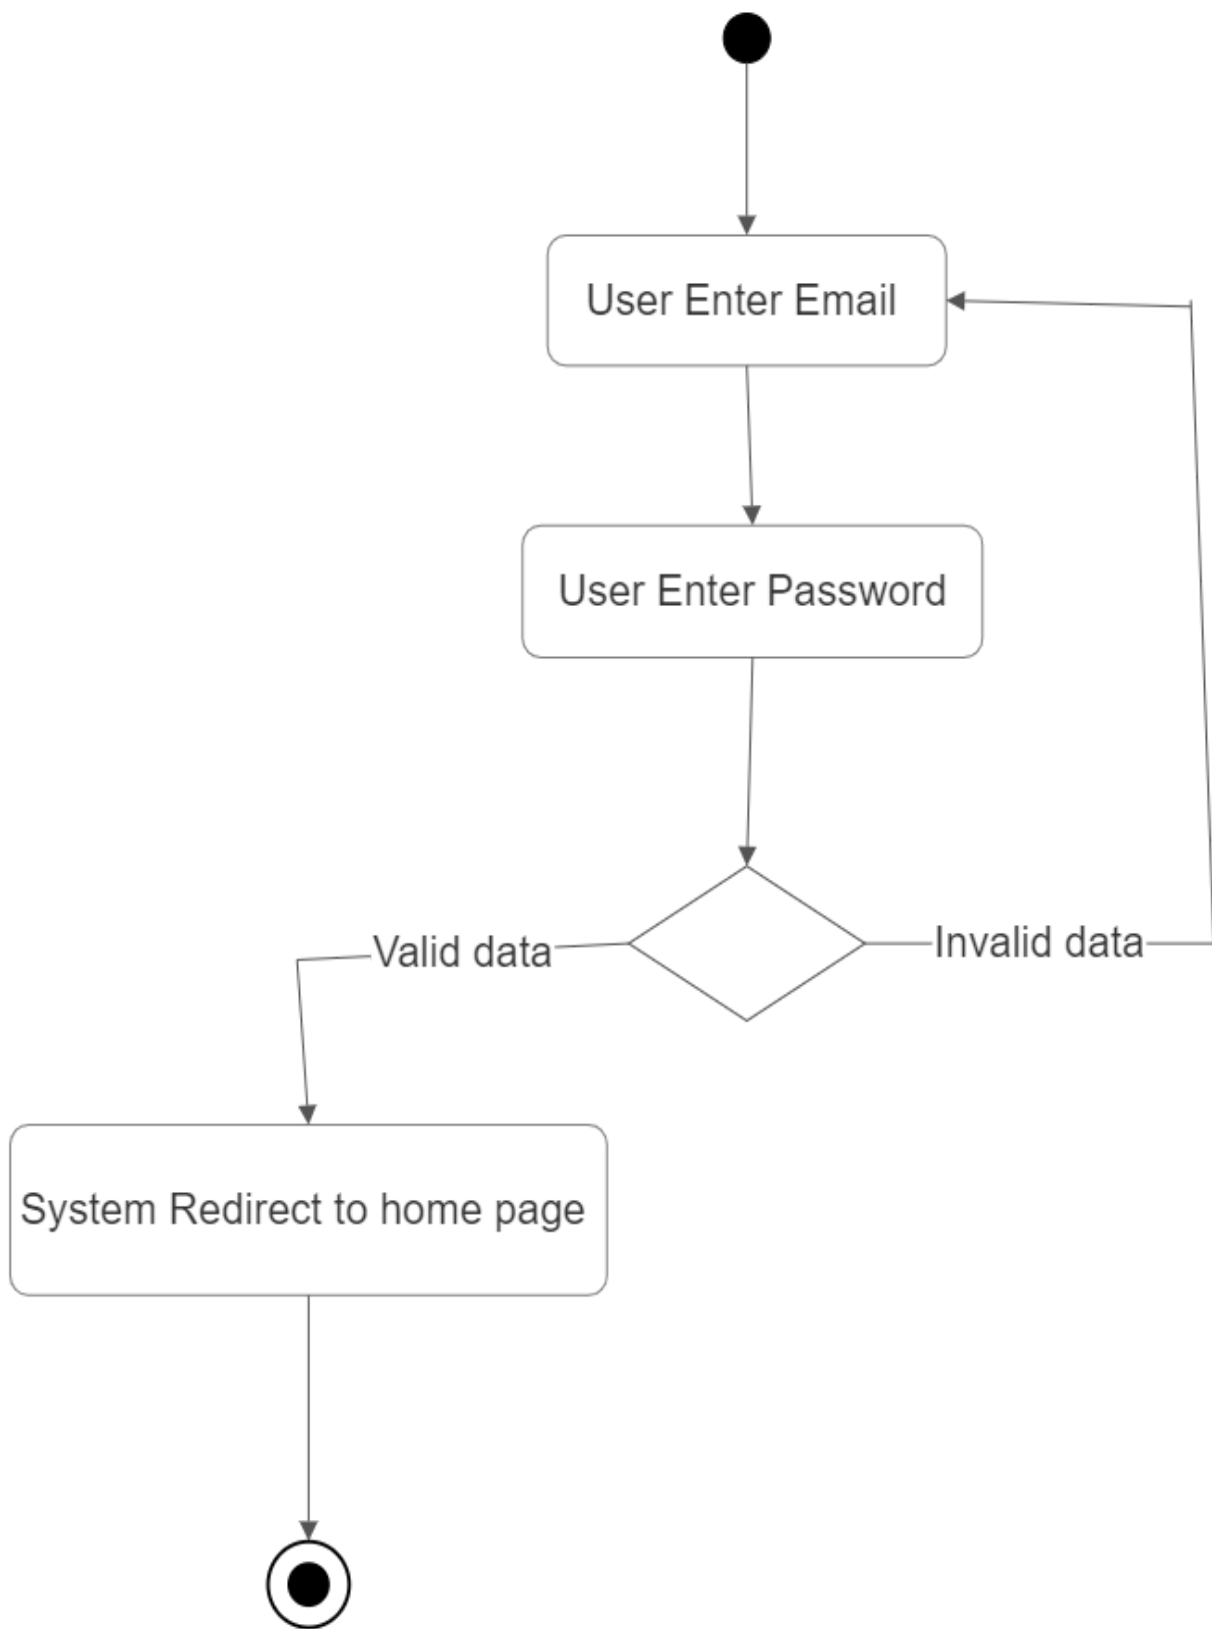 User Enter Email
User Enter Password
Valid data
Invalid data
System Redirect to home page